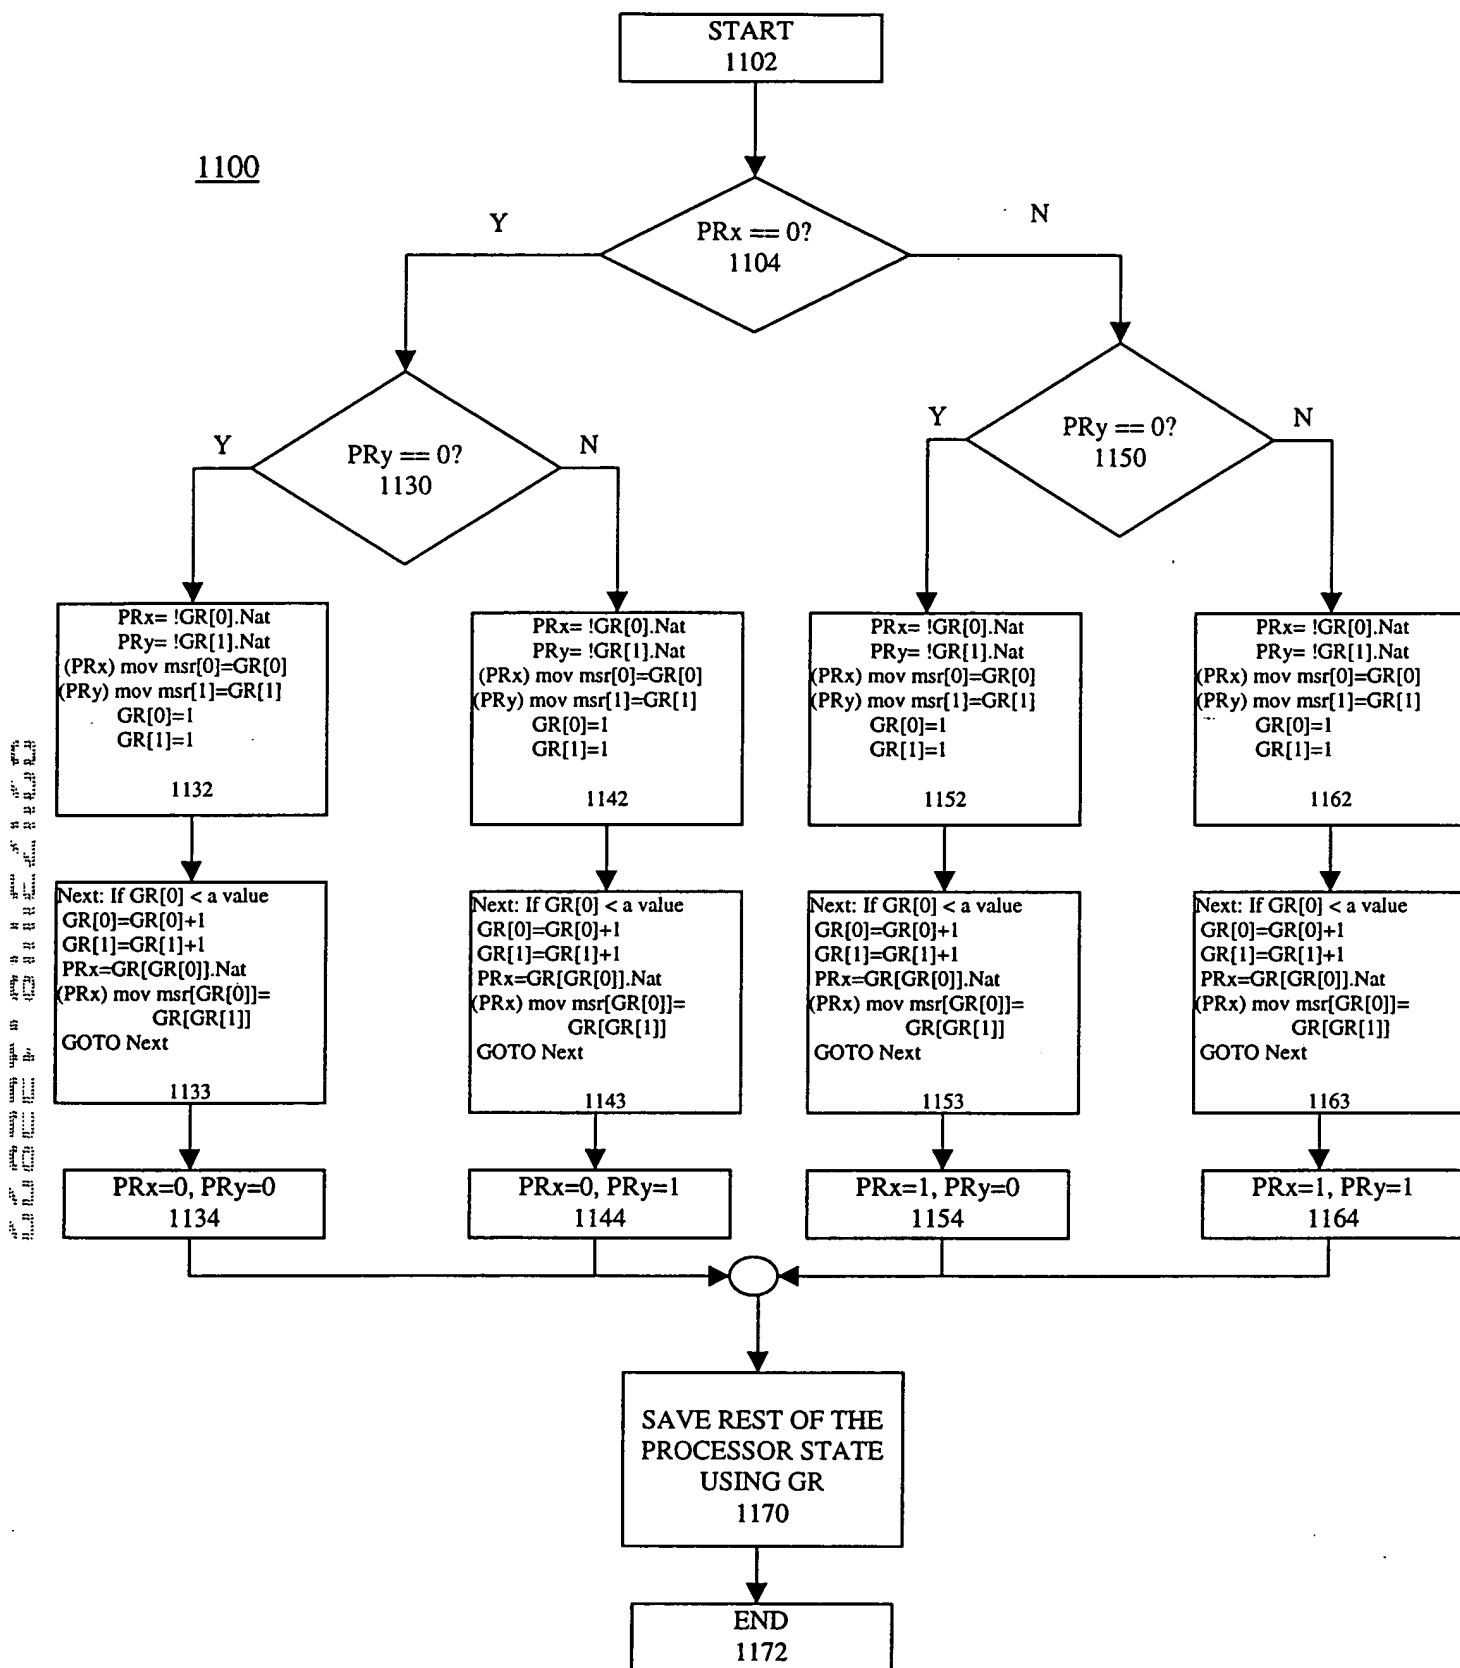 START
1102
1100
Y
N
PRx == 0?
1104
Y
N
PRy == 0?
1130
Y
N
PRy == 0?
1150
PRx= !GR[0].Nat
PRy= !GR[1].Nat
(PRx) mov msr[0]=GR[0]
(PRy) mov msr[1]=GR[1]
GR[0]=1
GR[1]=1
1132
PRx= !GR[0].Nat
PRy= !GR[1].Nat
(PRx) mov msr[0]=GR[0]
(PRy) mov msr[1]=GR[1]
GR[0]=1
GR[1]=1
1142
PRx= !GR[0].Nat
PRy= !GR[1].Nat
(PRx) mov msr[0]=GR[0]
(PRy) mov msr[1]=GR[1]
GR[0]=1
GR[1]=1
1152
PRx= !GR[0].Nat
PRy= !GR[1].Nat
(PRx) mov msr[0]=GR[0]
(PRy) mov msr[1]=GR[1]
GR[0]=1
GR[1]=1
1162
Next: If GR[0] < a value
GR[0]=GR[0]+1
GR[1]=GR[1]+1
PRx=GR[GR[0]].Nat
(PRx) mov msr[GR[0]]=
GR[GR[1]]
GOTO Next
1133
Next: If GR[0] < a value
GR[0]=GR[0]+1
GR[1]=GR[1]+1
PRx=GR[GR[0]].Nat
(PRx) mov msr[GR[0]]=
GR[GR[1]]
GOTO Next
1143
Next: If GR[0] < a value
GR[0]=GR[0]+1
GR[1]=GR[1]+1
PRx=GR[GR[0]].Nat
(PRx) mov msr[GR[0]]=
GR[GR[1]]
GOTO Next
1153
Next: If GR[0] < a value
GR[0]=GR[0]+1
GR[1]=GR[1]+1
PRx=GR[GR[0]].Nat
(PRx) mov msr[GR[0]]=
GR[GR[1]]
GOTO Next
1163
PRx=0, PRy=0
1134
PRx=0, PRy=1
1144
PRx=1, PRy=0
1154
PRx=1, PRy=1
1164
SAVE REST OF THE
PROCESSOR STATE
USING GR
1170
END
1172